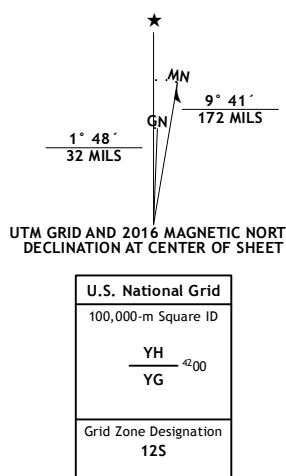 ★
MN
GN
9° 41´
172 MILS
1° 48´
32 MILS
UTM GRID AND 2016 MAGNETIC NORT
DECLINATION AT CENTER OF SHEET
U.S. National Grid
100,000-m Square ID
YH
4200
YG
Grid Zone Designation
12S